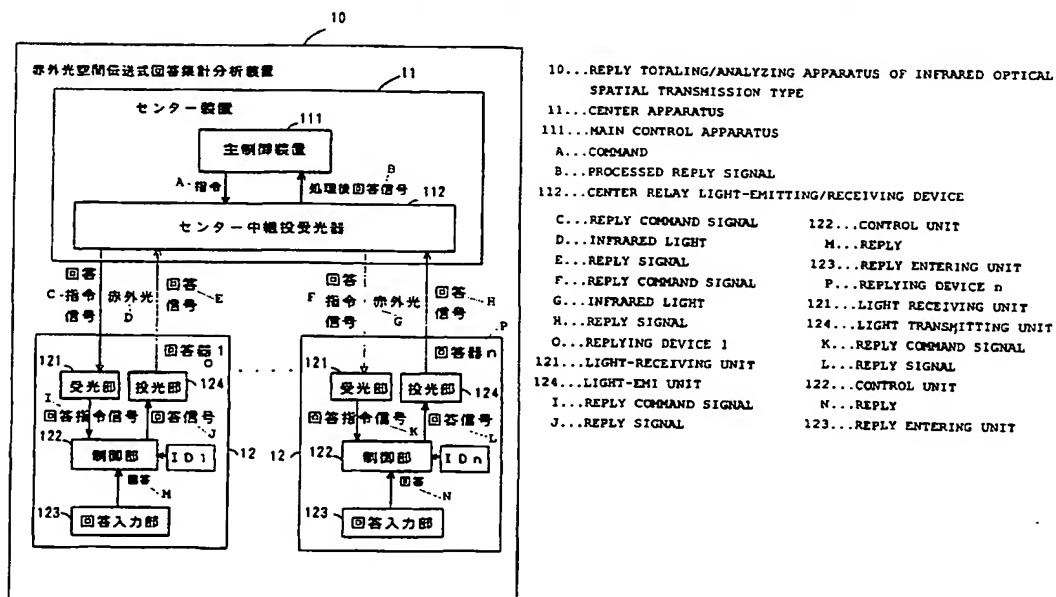 10
赤外光空間伝送式回答集計分析装置
11
センター装置
111
主制御装置
A 指令
処理後回答信号 B
112
センター中継投受光器
回答
C 指令
信号
赤外光
D
回答
信号
E
回答
F 指令
信号
赤外光
G
回答
信号
H
P
回答器1
O
121
受光部
投光部
124
I
回答指令信号
回答信号
J
122
制御部
ID1
12
回答
M
123
回答入力部
回答器n
121
受光部
投光部
124
回答指令信号
K
回答信号
L
12
122
制御部
IDn
回答
N
123
回答入力部
10...REPLY TOTALING/ANALYZING APPARATUS OF INFRARED OPTICAL
SPATIAL TRANSMISSION TYPE
11...CENTER APPARATUS
111...MAIN CONTROL APPARATUS
A...COMMAND
B...PROCESSED REPLY SIGNAL
112...CENTER RELAY LIGHT-EMITTING/RECEIVING DEVICE
C...REPLY COMMAND SIGNAL
D...INFRARED LIGHT
E...REPLY SIGNAL
F...REPLY COMMAND SIGNAL
G...INFRARED LIGHT
H...REPLY SIGNAL
O...REPLYING DEVICE 1
121...LIGHT-RECEIVING UNIT
124...LIGHT-EMI UNIT
I...REPLY COMMAND SIGNAL
J...REPLY SIGNAL
122...CONTROL UNIT
M...REPLY
123...REPLY ENTERING UNIT
P...REPLYING DEVICE n
121...LIGHT RECEIVING UNIT
124...LIGHT TRANSMITTING UNIT
K...REPLY COMMAND SIGNAL
L...REPLY SIGNAL
122...CONTROL UNIT
N...REPLY
123...REPLY ENTERING UNIT